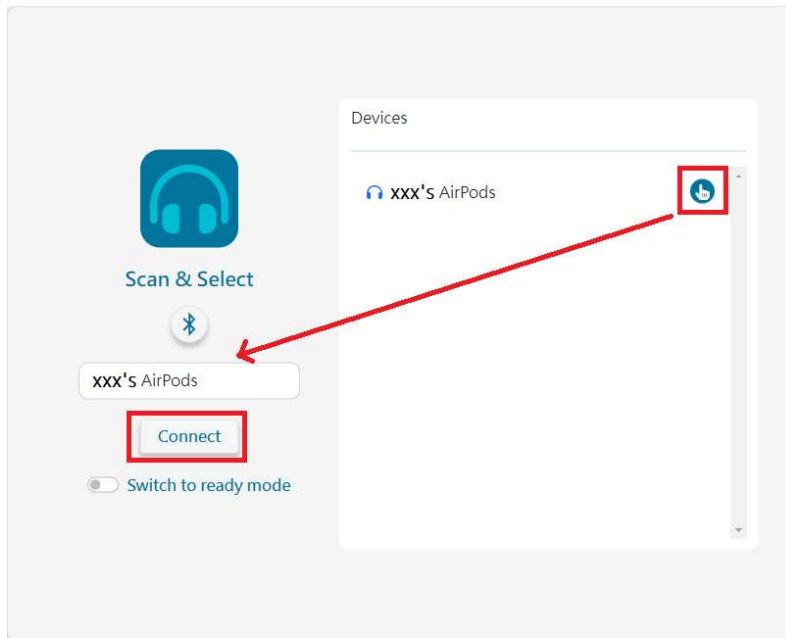 Devices
xxx's AirPods
Scan & Select
xxx's AirPods
Connect
Switch to ready mode